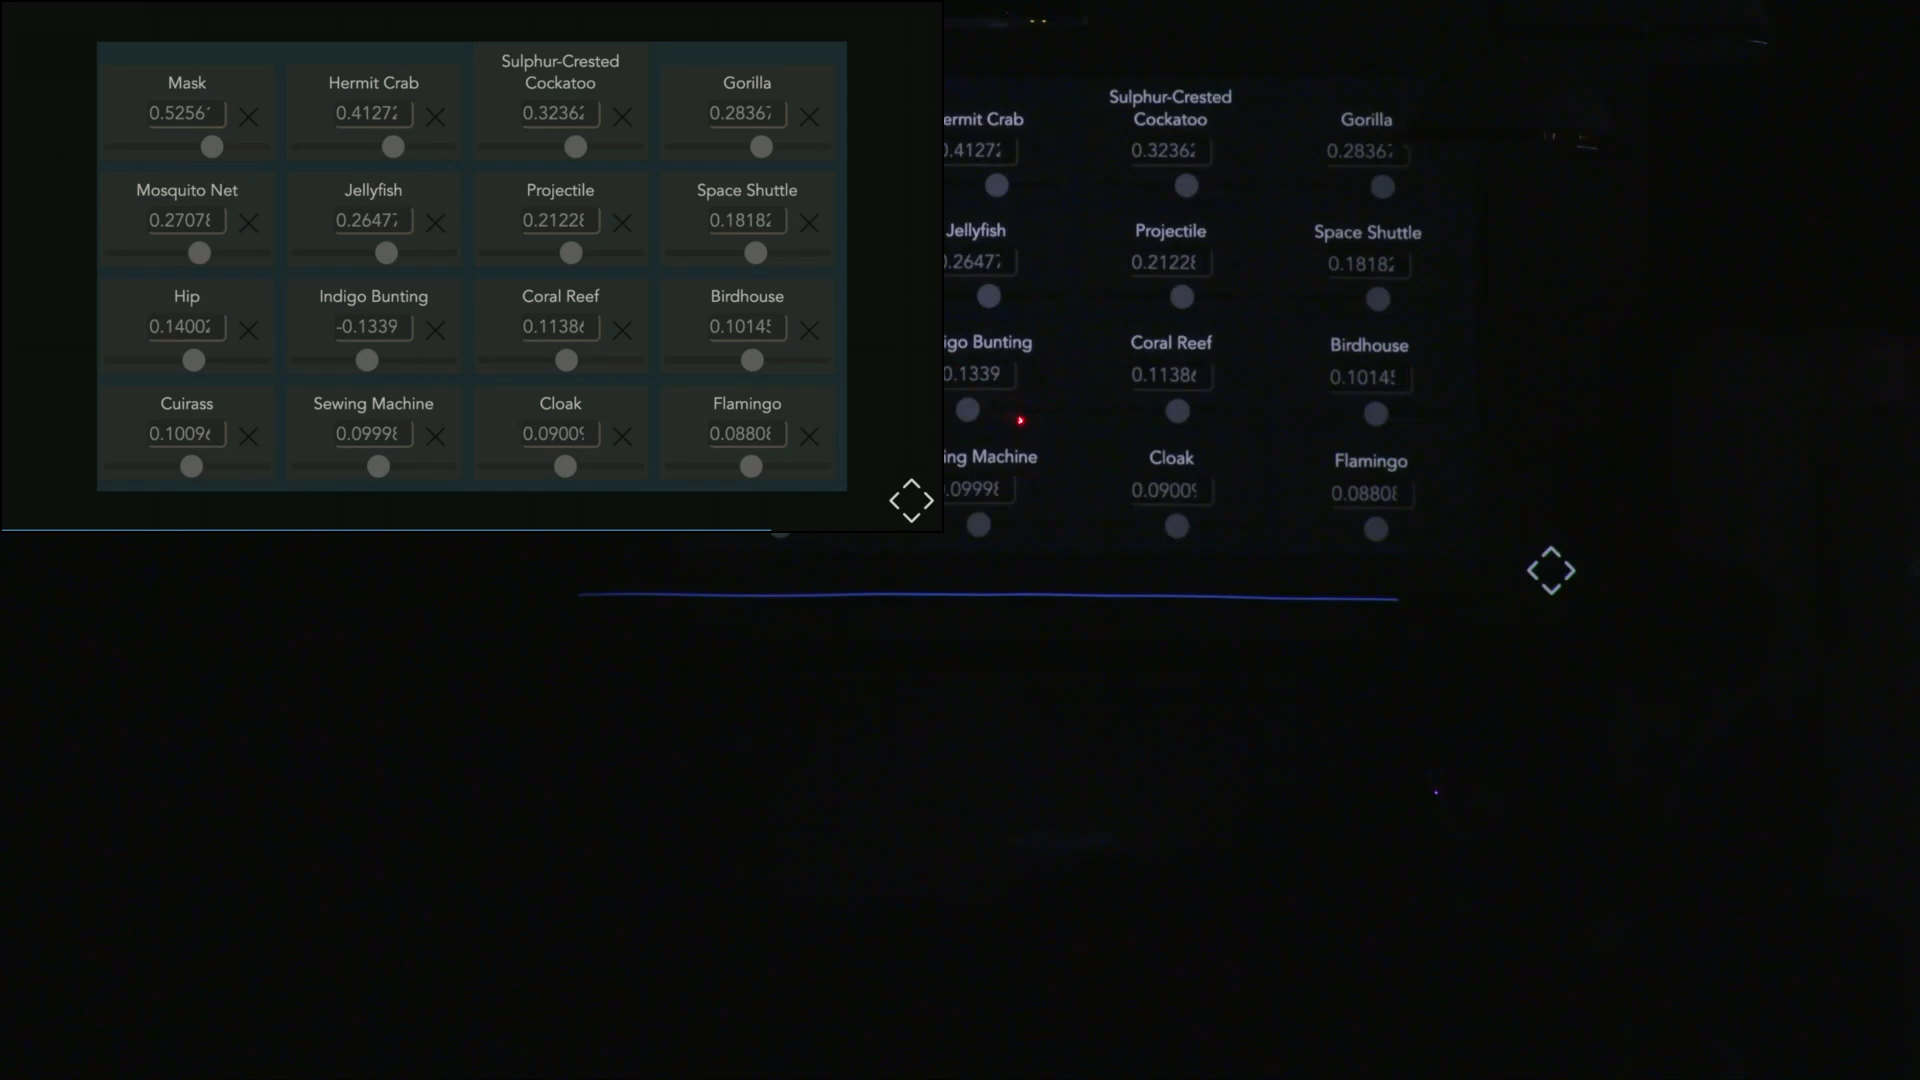 Mask
Hermit Crab
Sulphur-Crested
Cockatoo
Gorilla
0.5256
0.4127
0.3236
0.2836
Mosquito Net
Jellyfish
Projectile
Space Shuttle
0.2707
0.2647
0.2122
0.1818
Hip
Indigo Bunting
Coral Reef
Birdhouse
0.1400
-0.1339
0.1138
0.1014
Cuirass
Sewing Machine
Cloak
Flamingo
0.1009
0.0999
0.0900
0.0880
ermit Crab
Sulphur-Crested
Cockatoo
Gorilla
.4127
0.3236
0.2836
Jellyfish
Projectile
Space Shuttle
.2647
0.2122
0.1818
igo Bunting
Coral Reef
Birdhouse
0.1339
0.1138
0.1014
ing Machine
Cloak
Flamingo
.0999
0.0900
0.0880